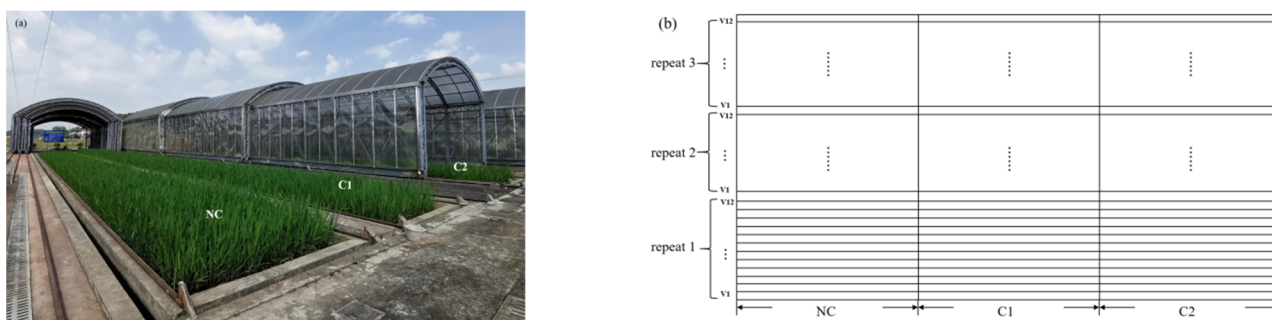 (a)
NC
C1
C2
(b)
repeat 3
V12
⋮
V1
repeat 2
V12
⋮
V1
repeat 1
V12
⋮
V1
NC
C1
C2